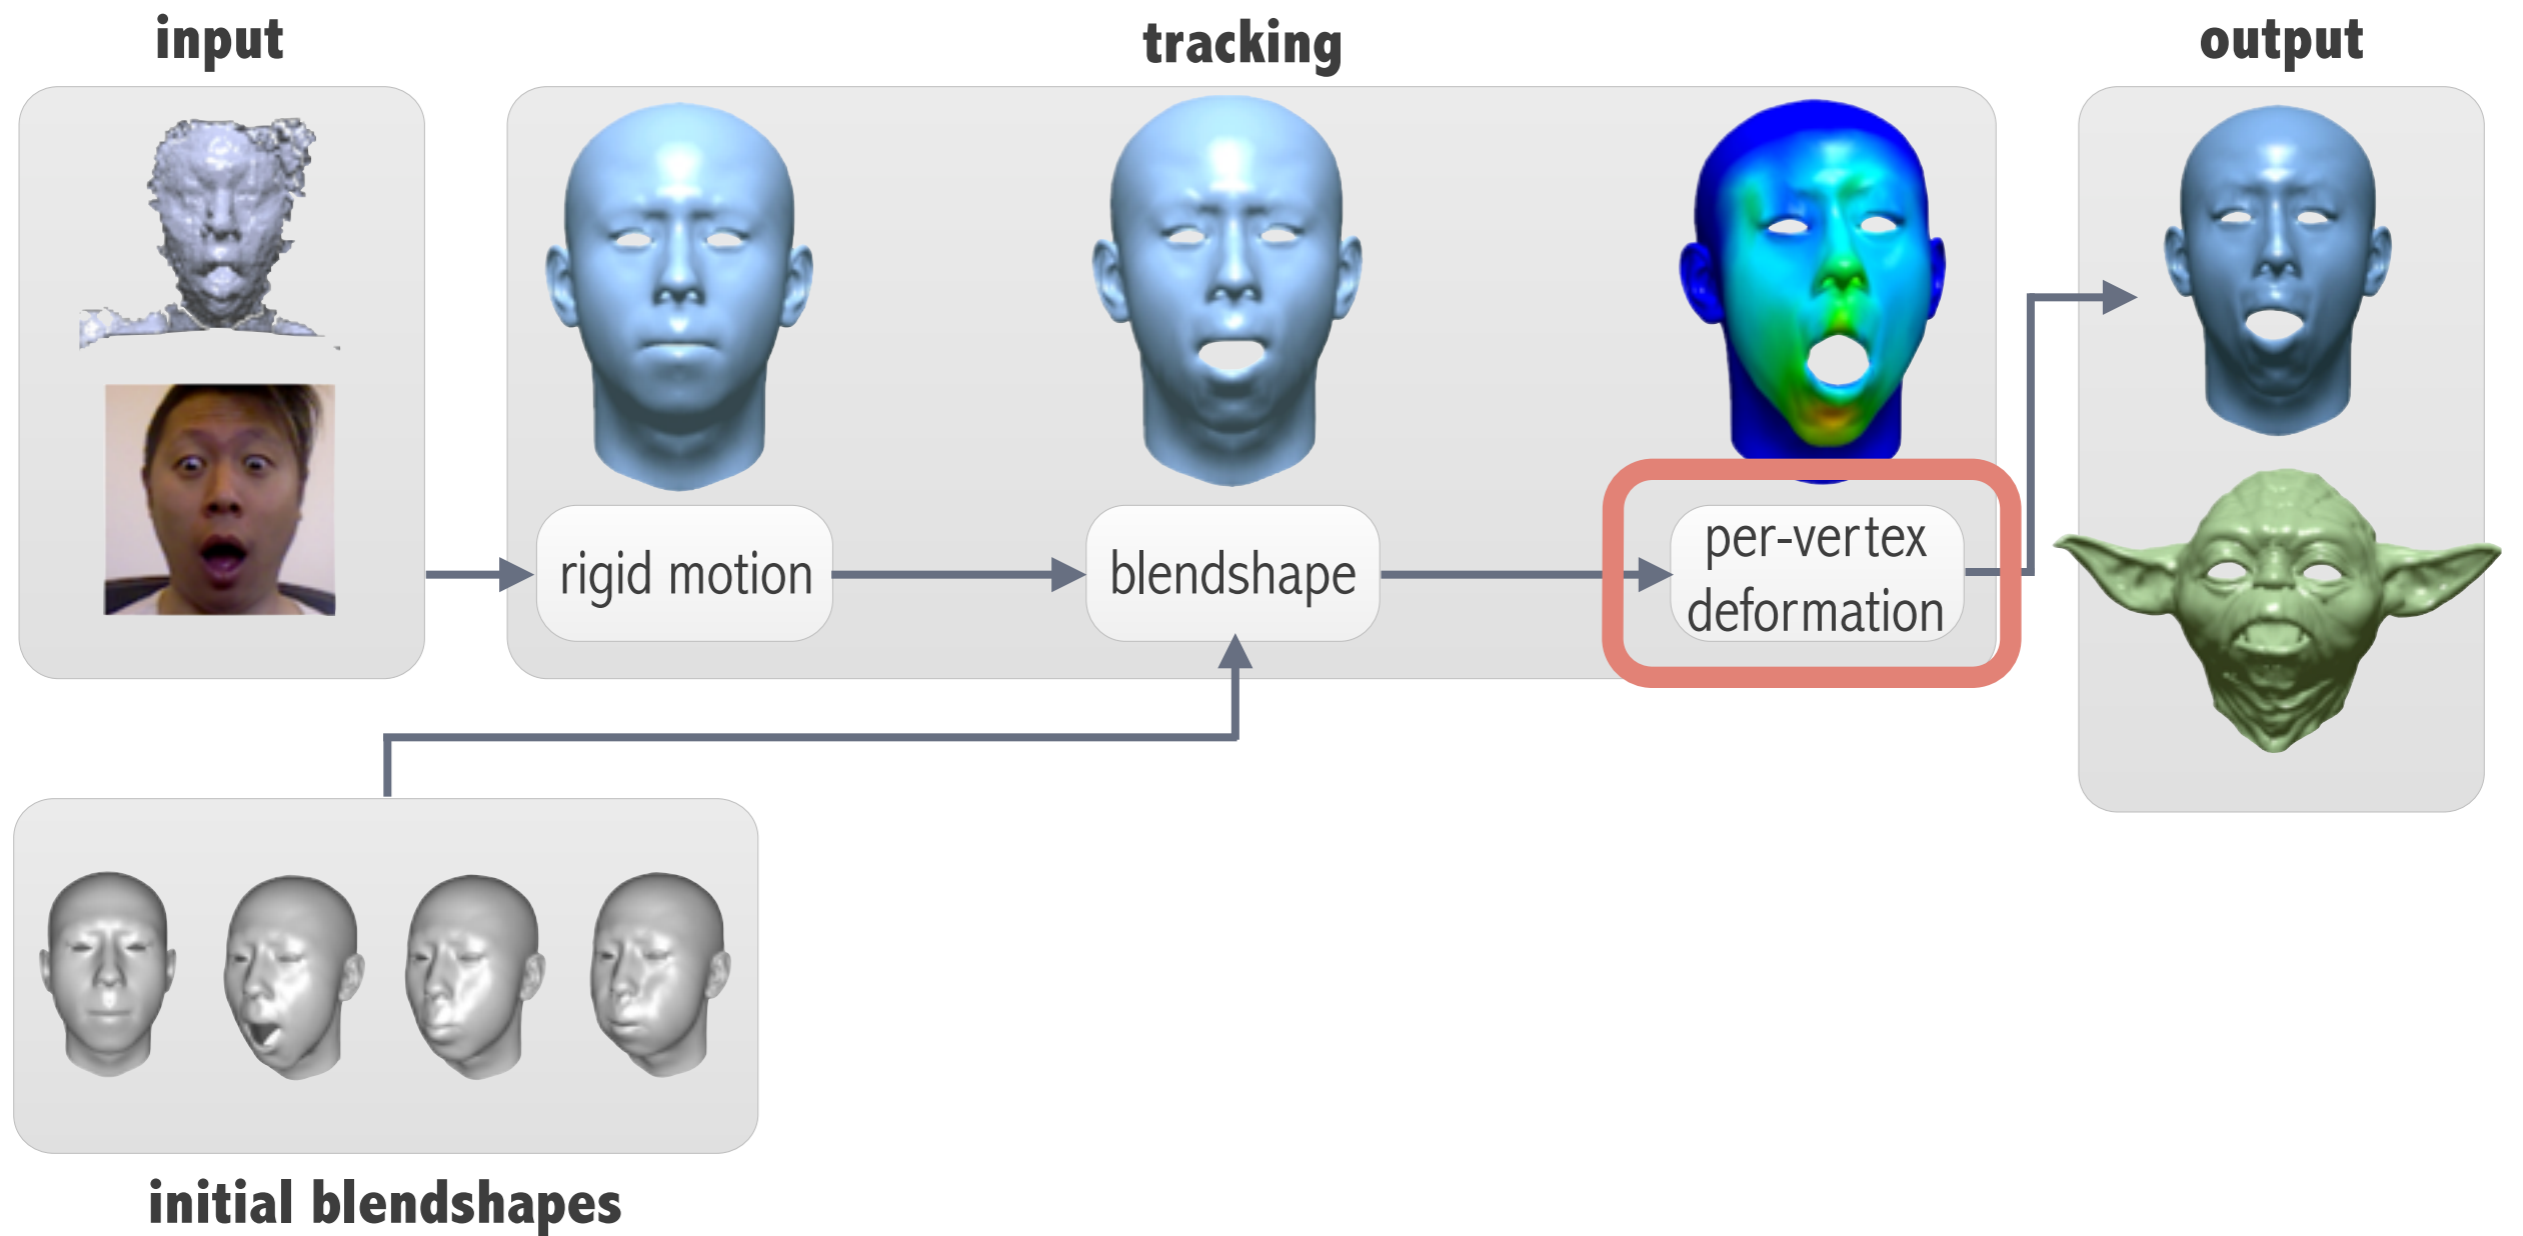 input
tracking
output
rigid motion
blendshape
per-vertex
deformation
initial blendshapes